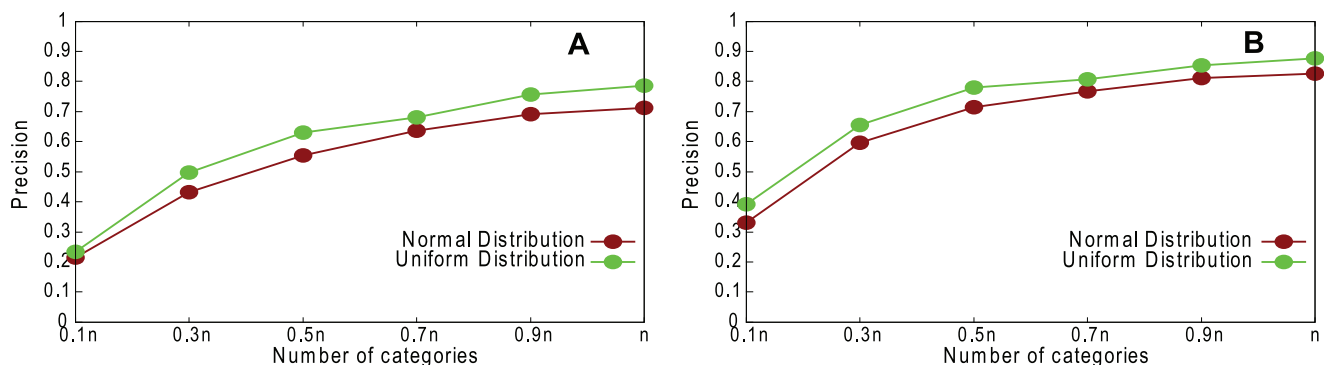 A
Precision
1
0.9
0.8
0.7
0.6
0.5
0.4
0.3
0.2
0.1
0
Normal Distribution
Uniform Distribution
0.1n 0.3n 0.5n 0.7n 0.9n n
Number of categories
B
Precision
1
0.9
0.8
0.7
0.6
0.5
0.4
0.3
0.2
0.1
0
Normal Distribution
Uniform Distribution
0.1n 0.3n 0.5n 0.7n 0.9n n
Number of categories